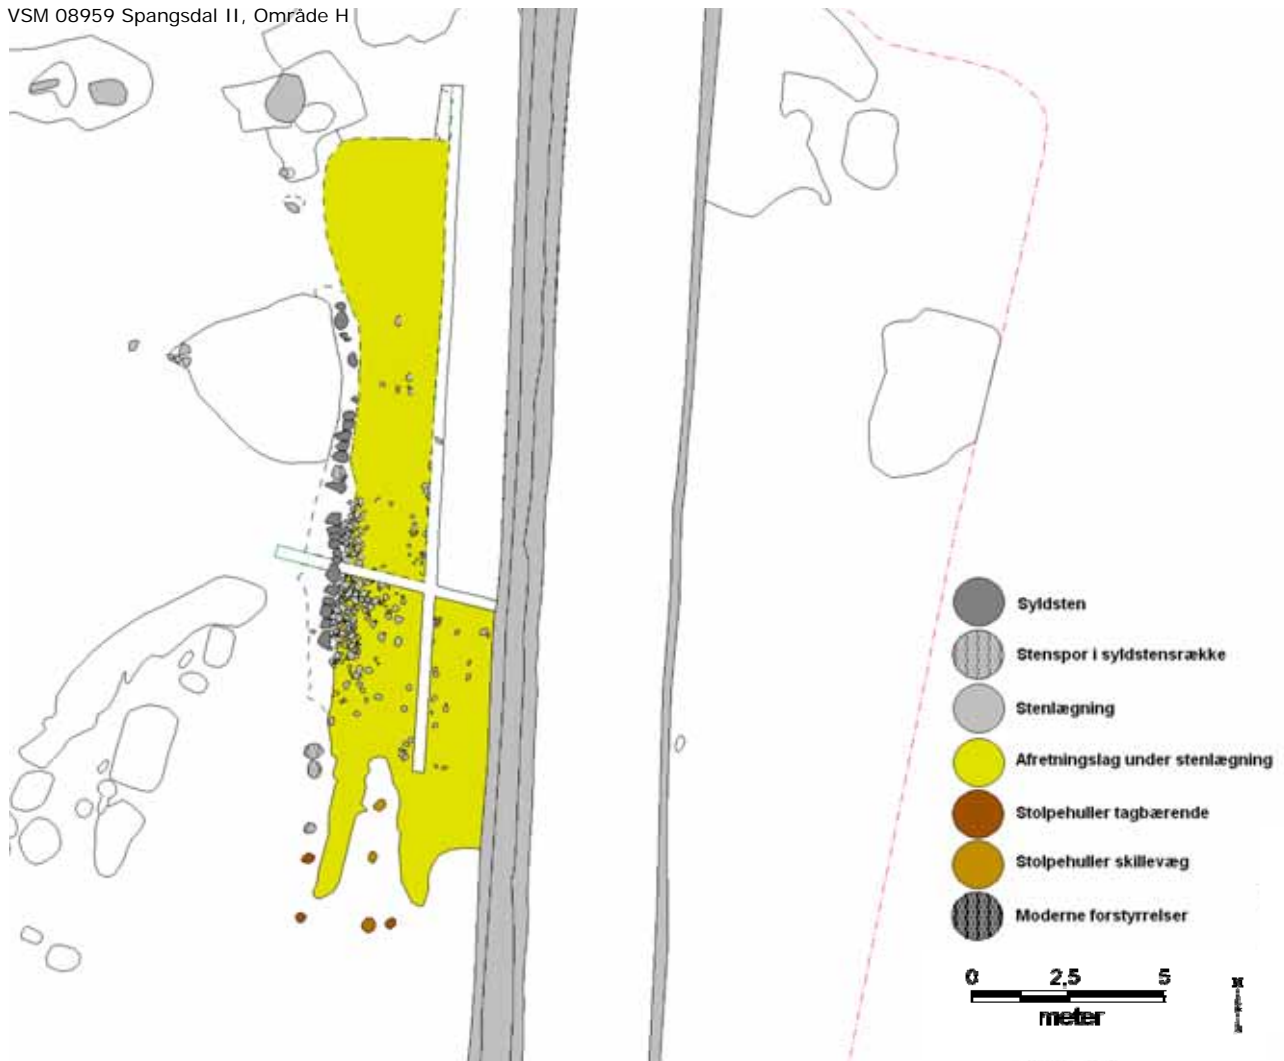 VSM 08959 Spangsdal II, Område H
Syldsten
Stenspor i syldstensrække
Stenlægning
Afretningslag under stenlægning
Stolpehuller tagbærende
Stolpehuller skillevæg
Moderne forstyrrelser
0 2,5 5
meter